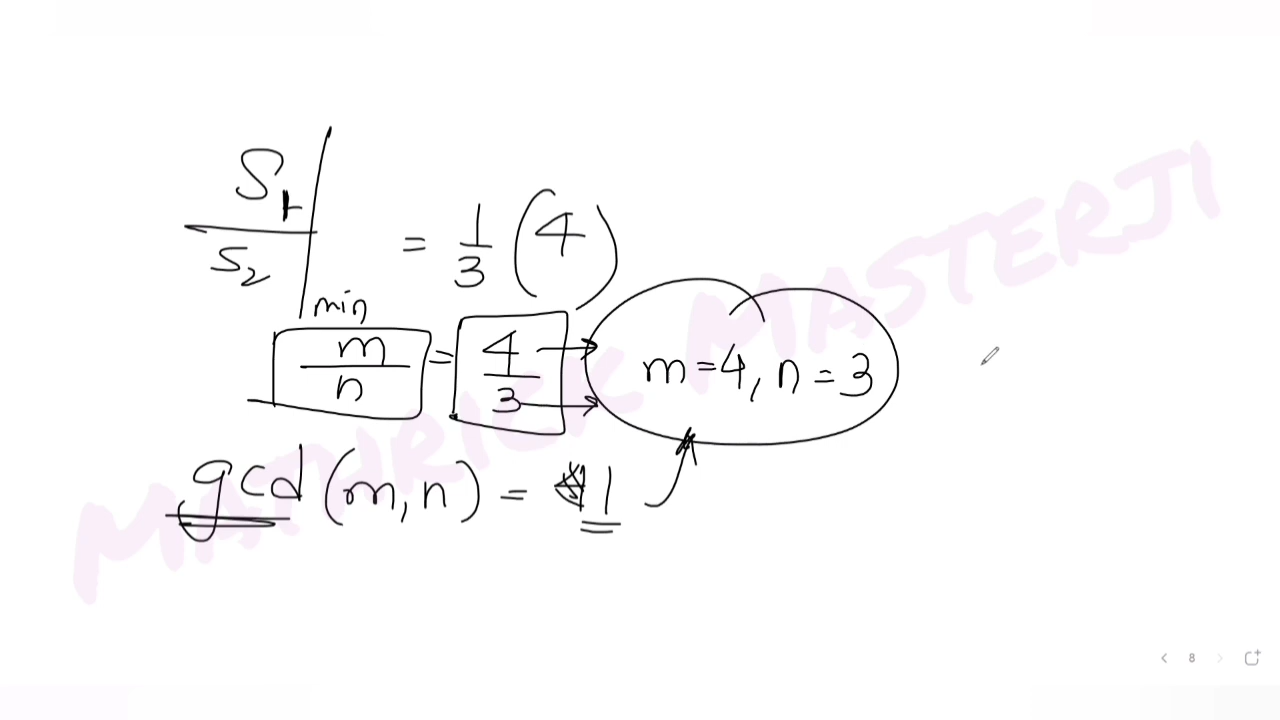 S1/S2 | min = 1/3 (4)
m/n = 4/3 → m=4, n=3
gcd(m,n) = 1
MATHRICK MASTERJI
8